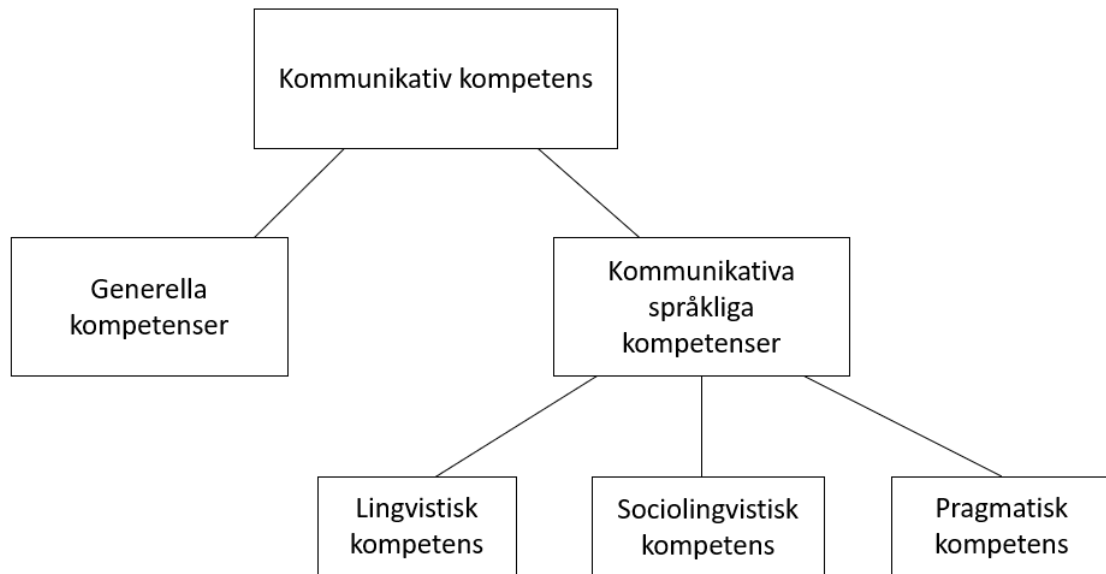 Kommunikativ kompetens
Generella
kompetenser
Kommunikativa
språkliga
kompetenser
Lingvistisk
kompetens
Sociolingvistisk
kompetens
Pragmatisk
kompetens